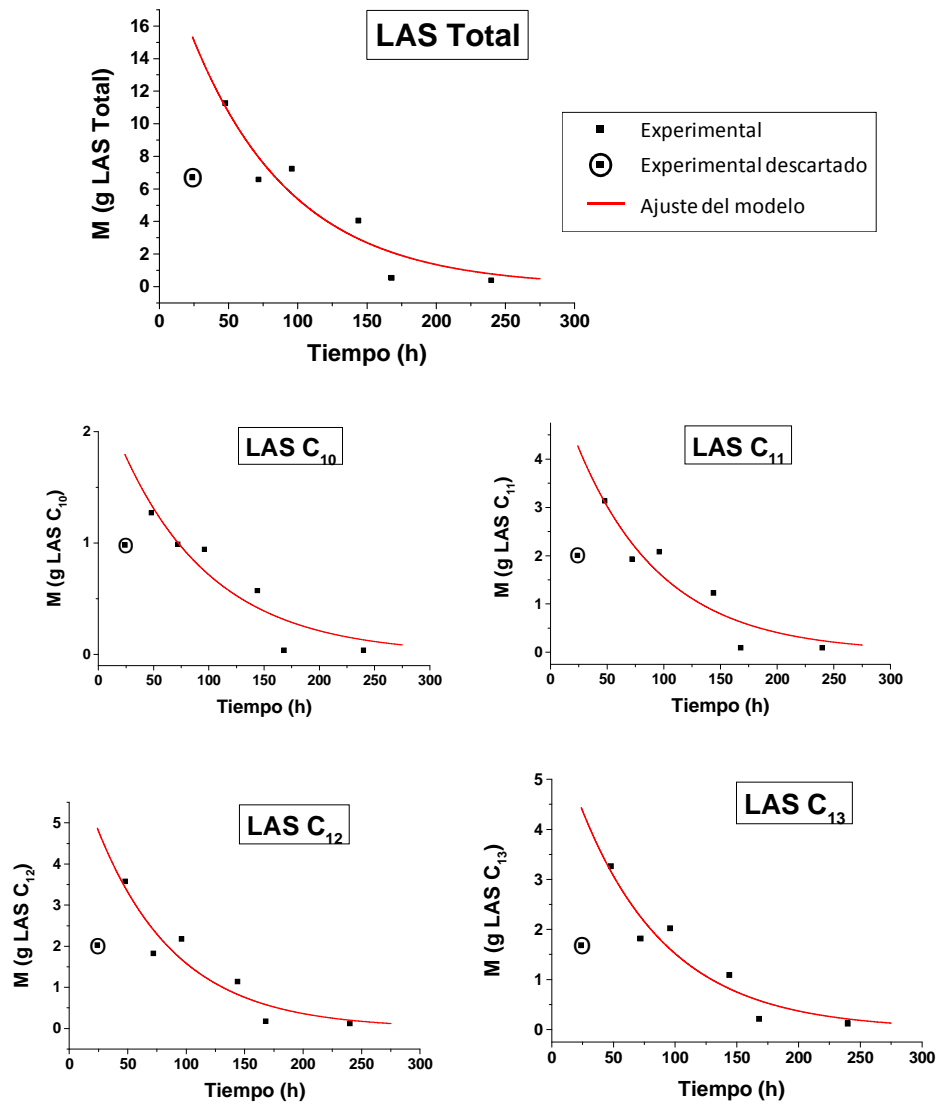 LAS Total
M (g LAS Total)
16
14
12
10
8
6
4
2
0
0 50 100 150 200 250 300
Tiempo (h)
Experimental
Experimental descartado
Ajuste del modelo
LAS C10
M (g LAS C10)
2
1
0
0 50 100 150 200 250 300
Tiempo (h)
LAS C11
M (g LAS C11)
4
3
2
1
0
0 50 100 150 200 250 300
Tiempo (h)
LAS C12
M (g LAS C12)
5
4
3
2
1
0
0 50 100 150 200 250 300
Tiempo (h)
LAS C13
M (g LAS C13)
5
4
3
2
1
0
0 50 100 150 200 250 300
Tiempo (h)